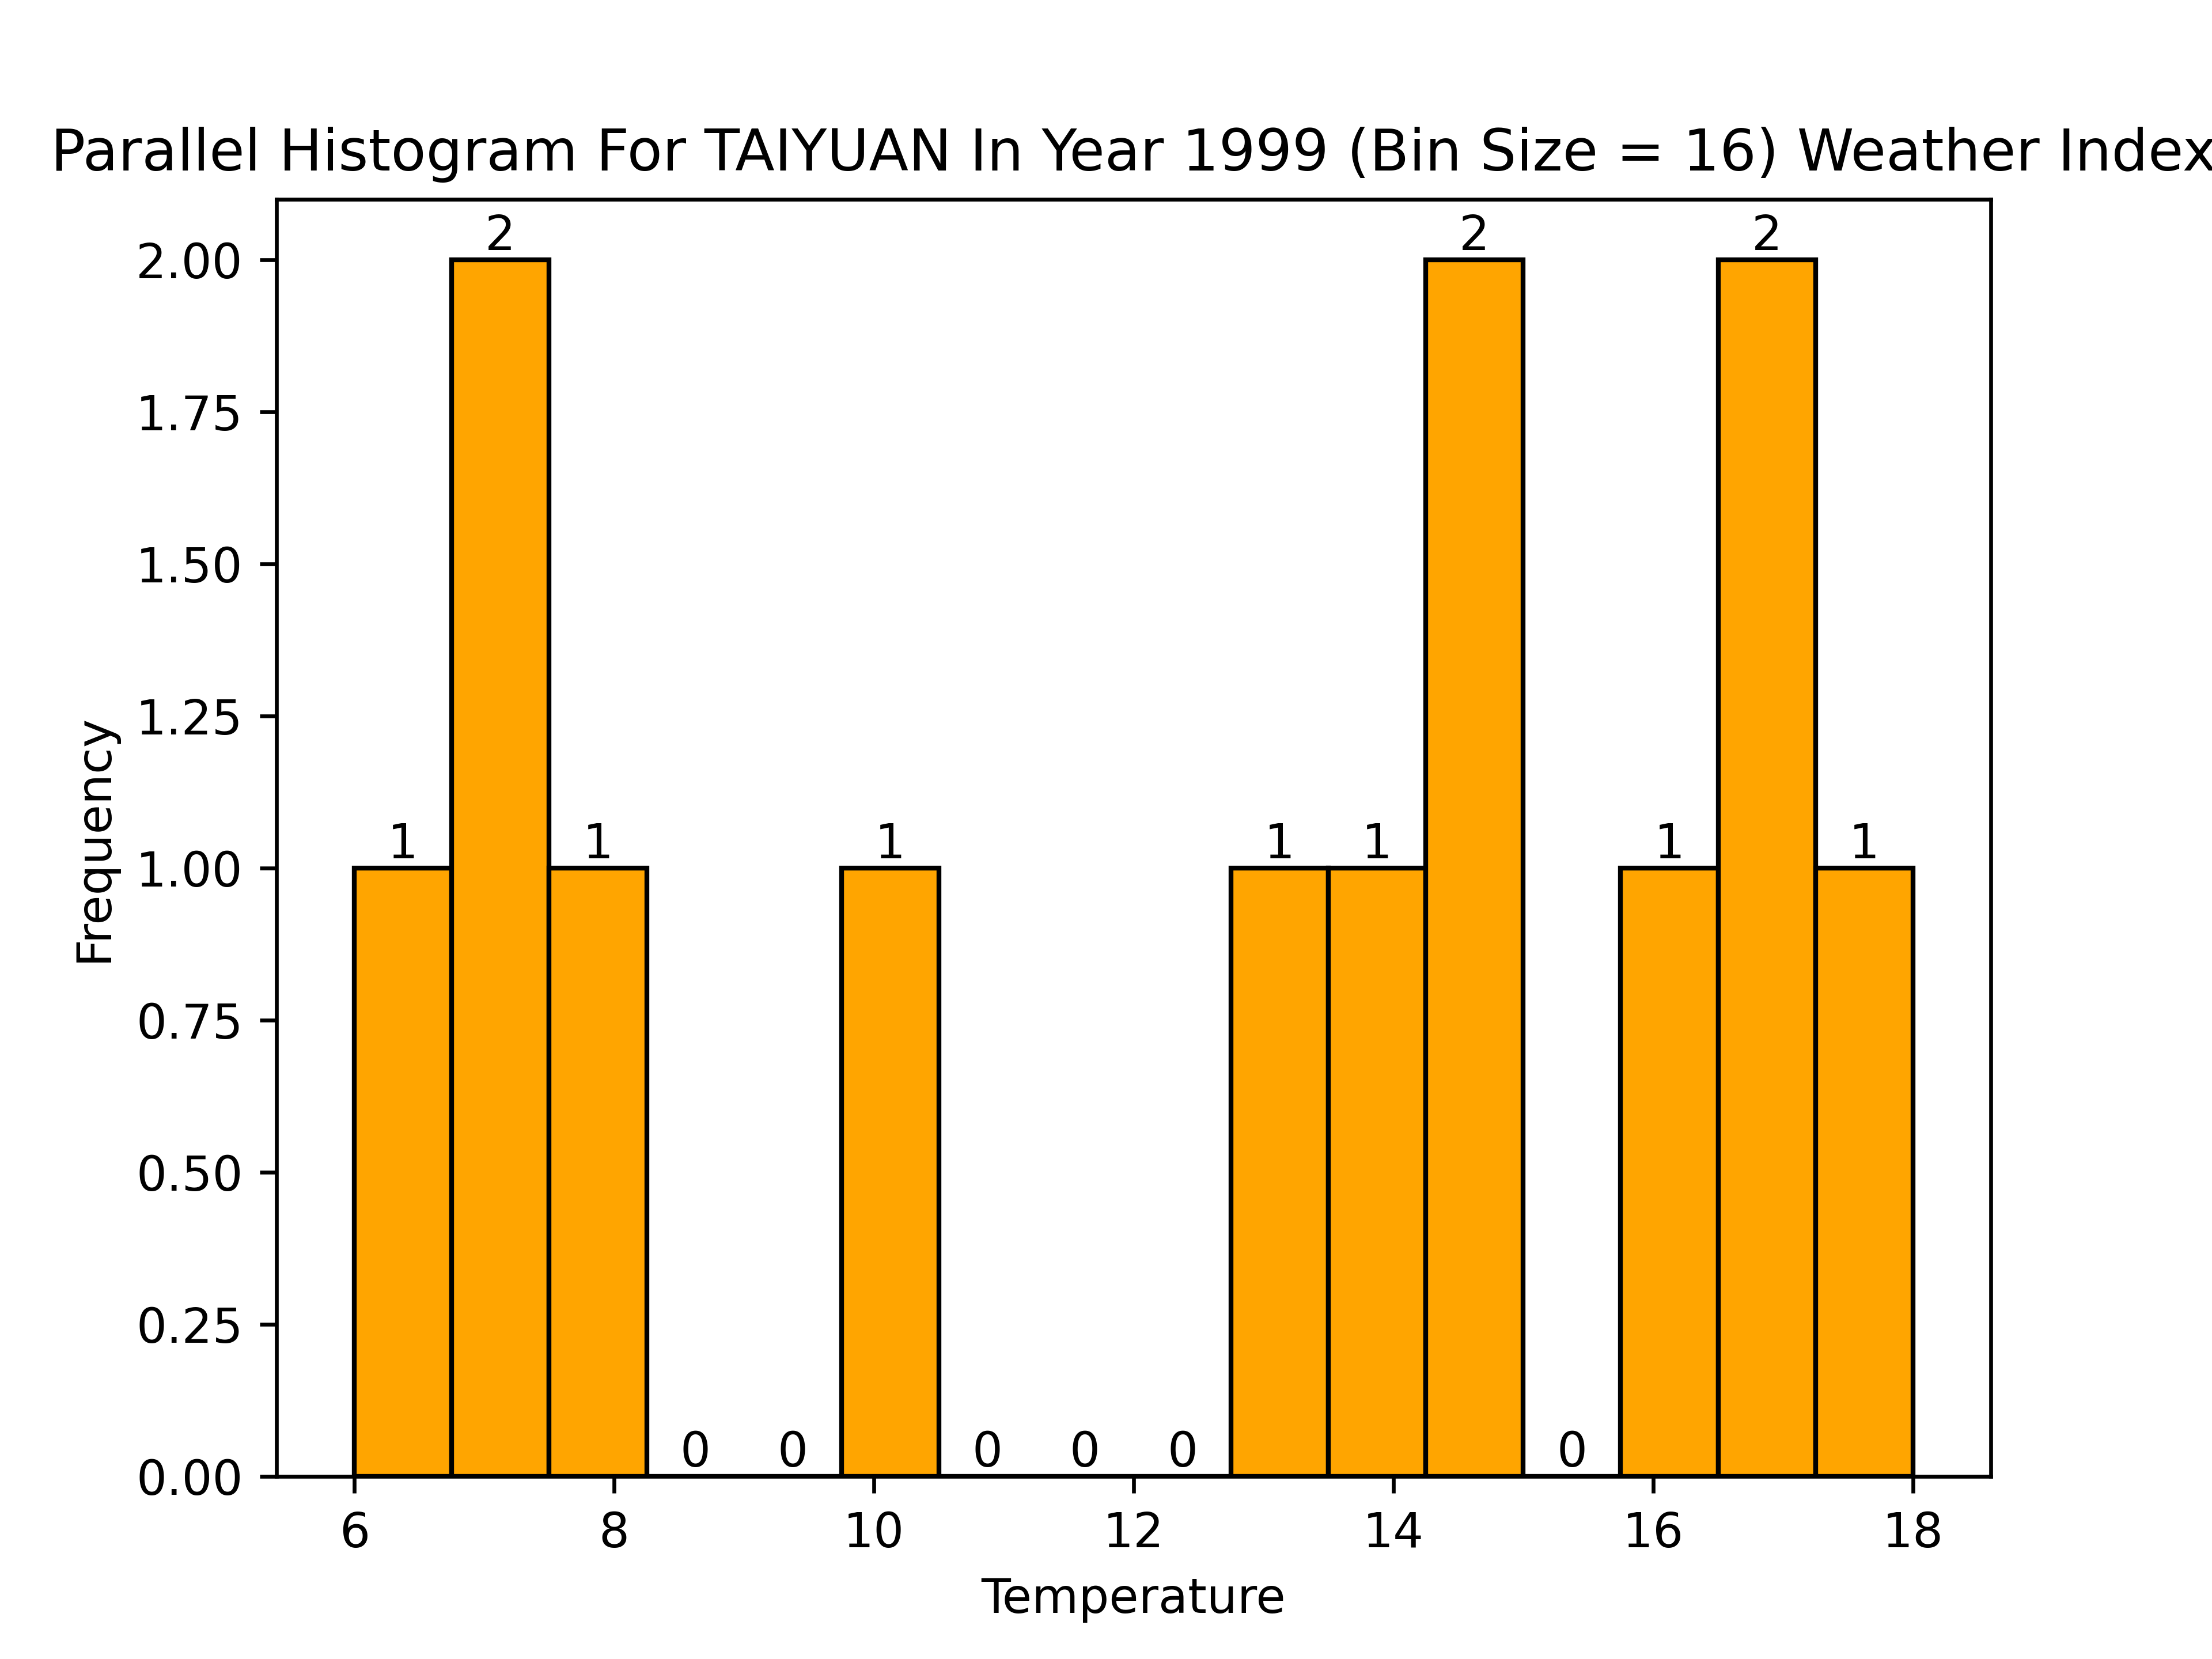 Parallel Histogram For TAIYUAN In Year 1999 (Bin Size = 16) Weather Index
2 2 2
2.00
1.75
1.50
1.25
1 1 1 1 1 1 1
1.00
0.75
0.50
0.25
0 0 0 0 0 0
0.00
Frequency
6 8 10 12 14 16 18
Temperature